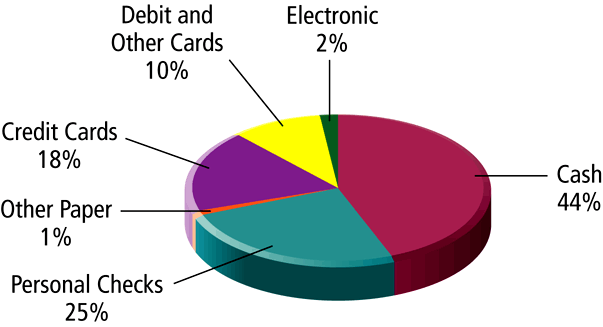 Debit and
Other Cards
10%
Electronic
2%
Credit Cards
18%
Cash
44%
Other Paper
1%
Personal Checks
25%